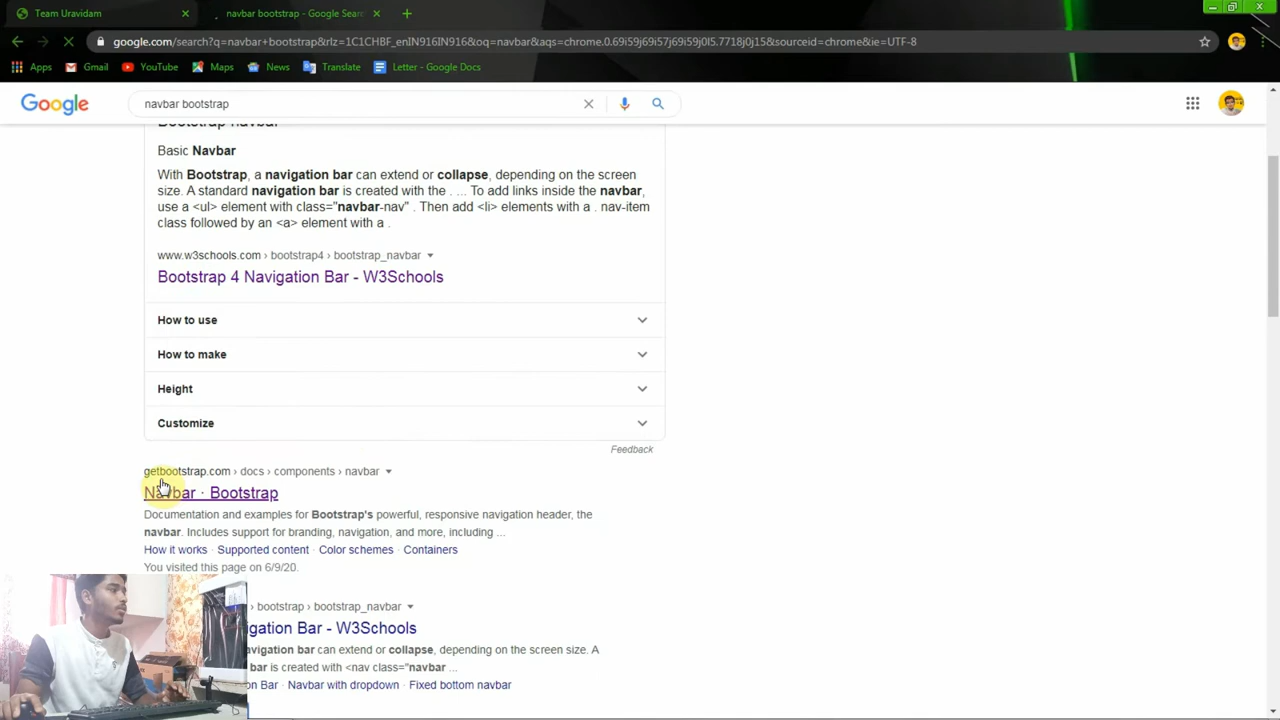 Team Uravidam
navbar bootstrap - Google Sear
google.com/search?q=navbar+bootstrap&rlz=1C1CHBF_enIN916IN916&oq=navbar&aqs=chrome.0.69i59j69i57j69i59j0l5.7718j0j15&sourceid=chrome&ie=UTF-8
Apps Gmail YouTube Maps News Translate Letter - Google Docs
Google navbar bootstrap
Bootstrap navbar
Basic Navbar
With Bootstrap, a navigation bar can extend or collapse, depending on the screen
size. A standard navigation bar is created with the . ... To add links inside the navbar,
use a <ul> element with class="navbar-nav" . Then add <li> elements with a . nav-item
class followed by an <a> element with a .
www.w3schools.com › bootstrap4 › bootstrap_navbar
Bootstrap 4 Navigation Bar - W3Schools
How to use
How to make
Height
Customize
Feedback
getbootstrap.com › docs › components › navbar
Navbar · Bootstrap
Documentation and examples for Bootstrap's powerful, responsive navigation header, the
navbar. Includes support for branding, navigation, and more, including ...
How it works · Supported content · Color schemes · Containers
You visited this page on 6/9/20.
› bootstrap › bootstrap_navbar
igation Bar - W3Schools
avigation bar can extend or collapse, depending on the screen size. A
bar is created with <nav class="navbar ...
on Bar · Navbar with dropdown · Fixed bottom navbar